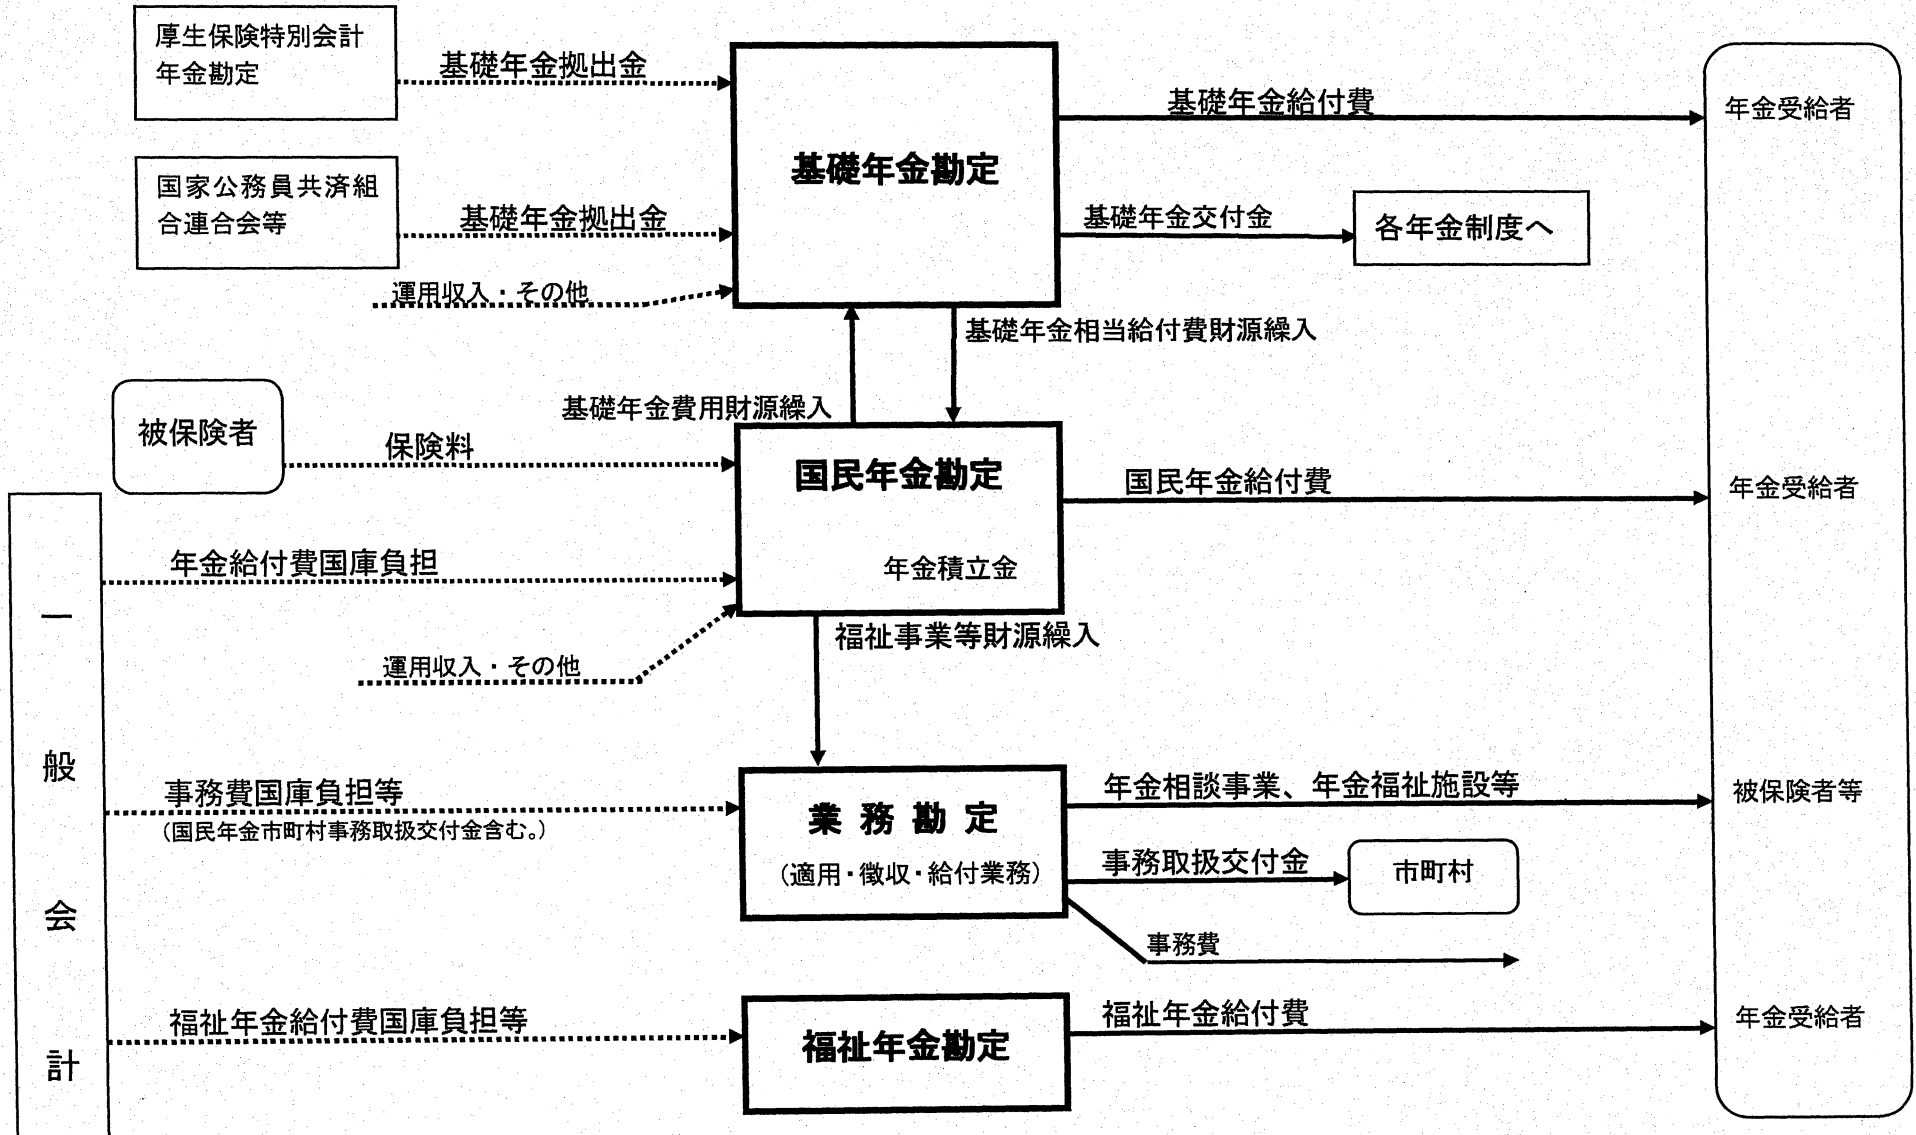 厚生保険特別会計
年金勘定
基礎年金拠出金
国家公務員共済組
合連合会等
基礎年金拠出金
運用収入・その他
基礎年金勘定
基礎年金給付費
年金受給者
基礎年金交付金
各年金制度へ
基礎年金相当給付費財源繰入
基礎年金費用財源繰入
被保険者
保険料
国民年金勘定
年金積立金
国民年金給付費
年金受給者
一般会計
年金給付費国庫負担
運用収入・その他
福祉事業等財源繰入
事務費国庫負担等
（国民年金市町村事務取扱交付金含む。）
業務勘定
（適用・徴収・給付業務）
年金相談事業、年金福祉施設等
被保険者等
事務取扱交付金
市町村
事務費
福祉年金給付費国庫負担等
福祉年金勘定
福祉年金給付費
年金受給者